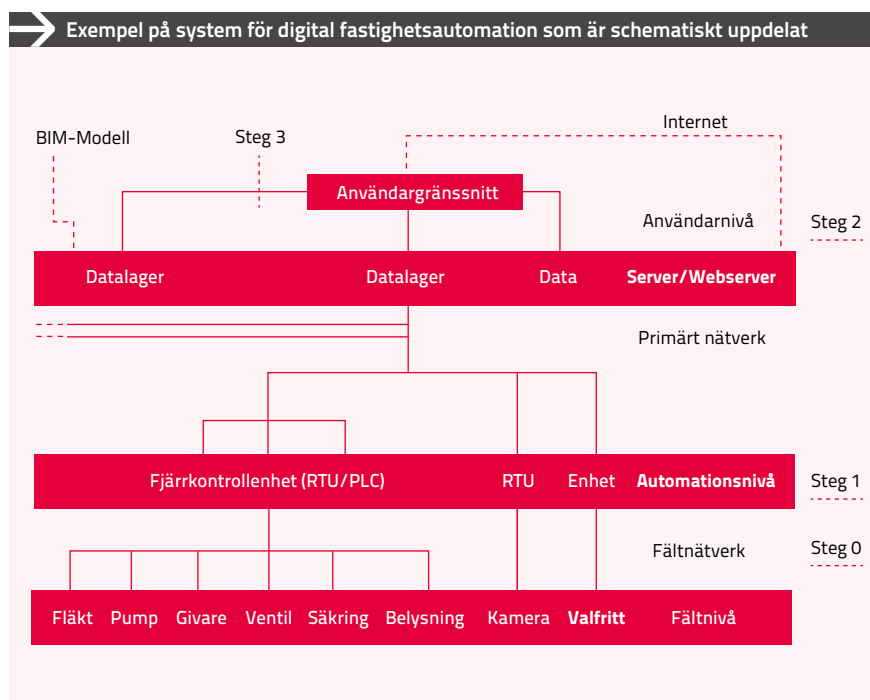 Exempel på system för digital fastighetsautomation som är schematiskt uppdelat
Internet
BIM-Modell
Steg 3
Användargränssnitt
Användarnivå
Steg 2
Datalager Datalager Data Server/Webserver
Primärt nätverk
Fjärrkontrollenhet (RTU/PLC) RTU Enhet Automationsnivå
Steg 1
Fältnätverk
Steg 0
Fläkt Pump Givare Ventil Säkring Belysning Kamera Valfritt Fältnivå